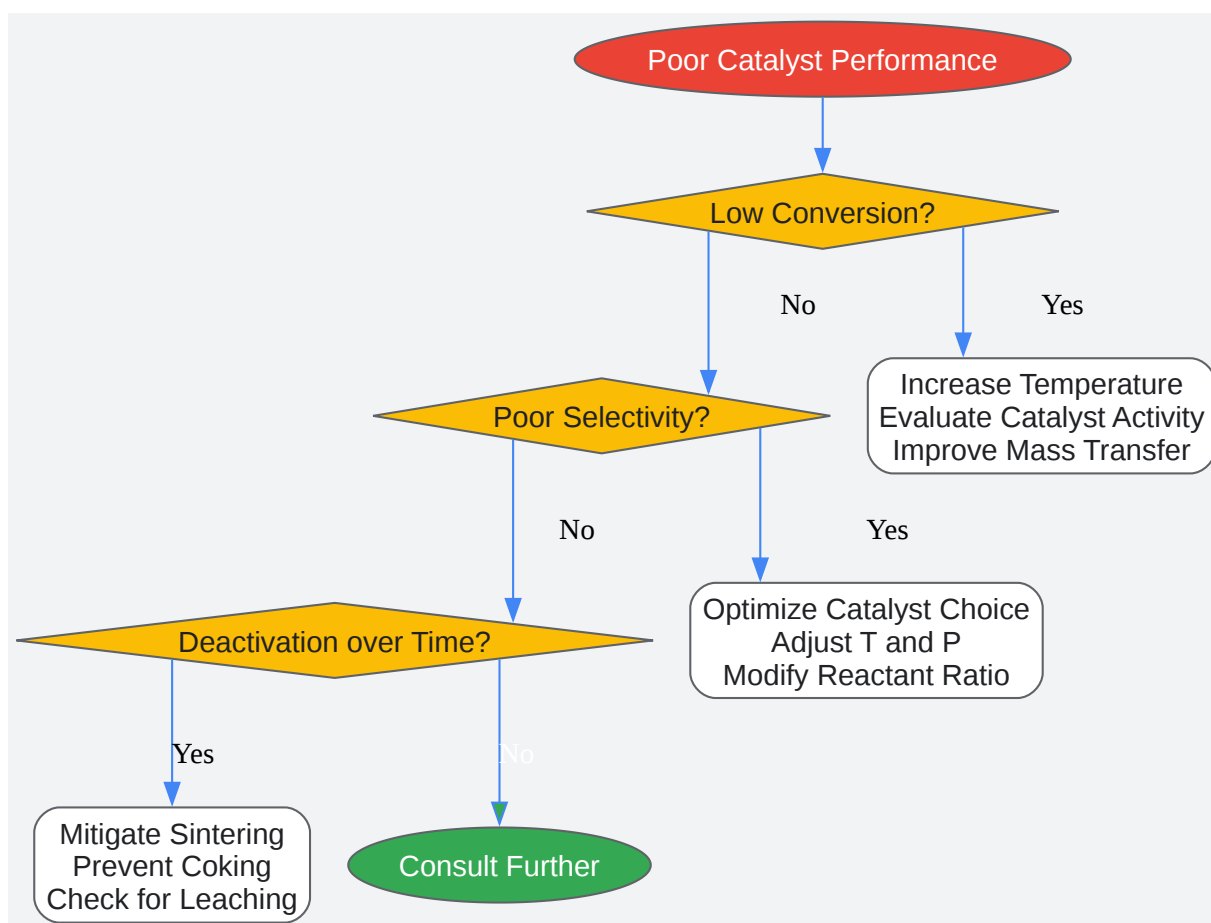 Poor Catalyst Performance
Low Conversion?
No
Yes
Increase Temperature
Evaluate Catalyst Activity
Improve Mass Transfer
Poor Selectivity?
No
Yes
Optimize Catalyst Choice
Adjust T and P
Modify Reactant Ratio
Deactivation over Time?
Yes
No
Mitigate Sintering
Prevent Coking
Check for Leaching
Consult Further